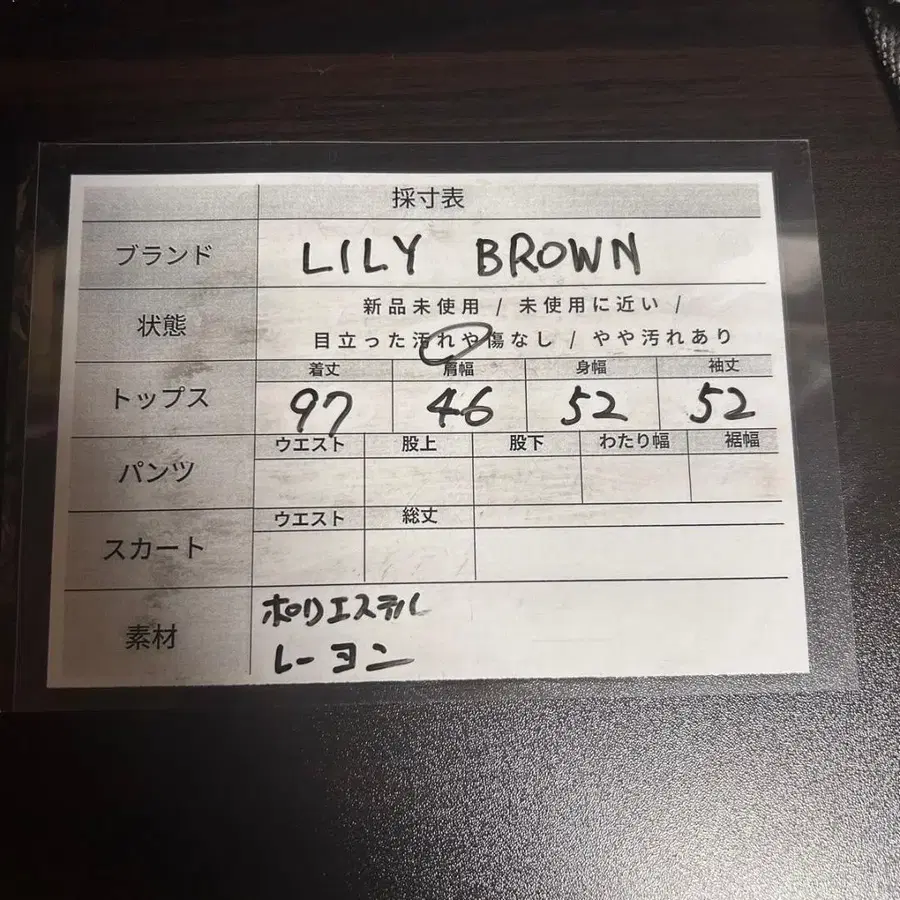 採寸表
ブランド LILY BROWN
状態 新品未使用 / 未使用に近い /
目立った汚れや傷なし / やや汚れあり
着丈 肩幅 身幅 袖丈
トップス 97 46 52 52
ウエスト 股上 股下 わたり幅 裾幅
パンツ
ウエスト 総丈
スカート
素材 ポリエステル
レーヨン